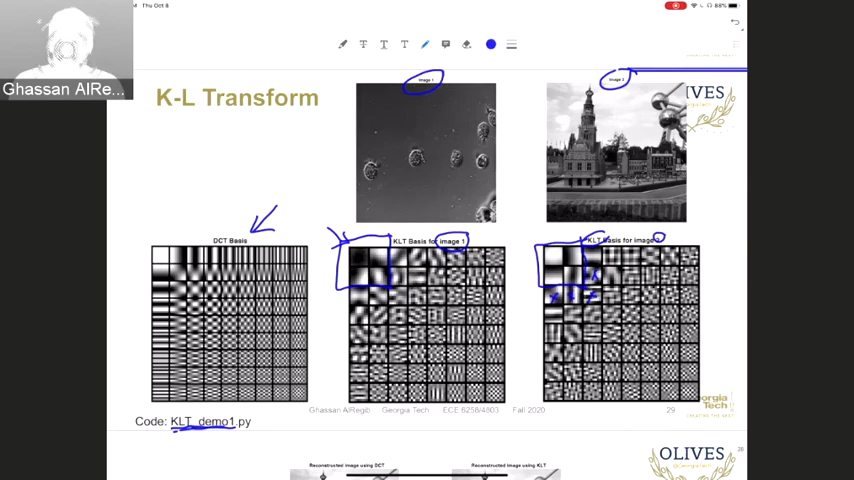 Thu Oct 8
88%
Ghassan AlRe...
K-L Transform
Image 1
Image 2
IVES
DCT Basis
KLT Basis for image 1
KLT Basis for image
Ghassan AlRegib Georgia Tech ECE 6258/4803 Fall 2020 29
Code: KLT_demo1.py
Reconstructed image using DCT
Reconstructed image using KLT
OLIVES